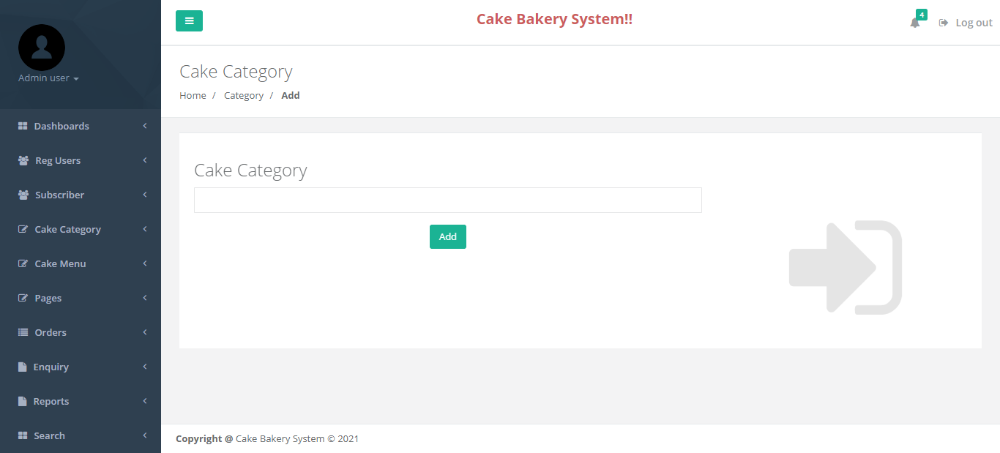 Cake Bakery System!!
4
Log out
Admin user
Dashboards
Reg Users
Subscriber
Cake Category
Cake Menu
Pages
Orders
Enquiry
Reports
Search
Cake Category
Home / Category / Add
Cake Category
Add
Copyright @ Cake Bakery System © 2021